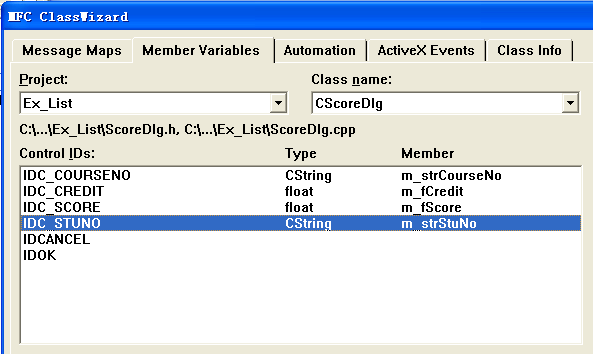 MFC ClassWizard
Message Maps Member Variables Automation ActiveX Events Class Info
Project: Class name:
Ex_List CScoreDlg
C:\...\Ex_List\ScoreDlg.h, C:\...\Ex_List\ScoreDlg.cpp
Control IDs: Type Member
IDC_COURSENO CString m_strCourseNo
IDC_CREDIT float m_fCredit
IDC_SCORE float m_fScore
IDC_STUNO CString m_strStuNo
IDCANCEL
IDOK